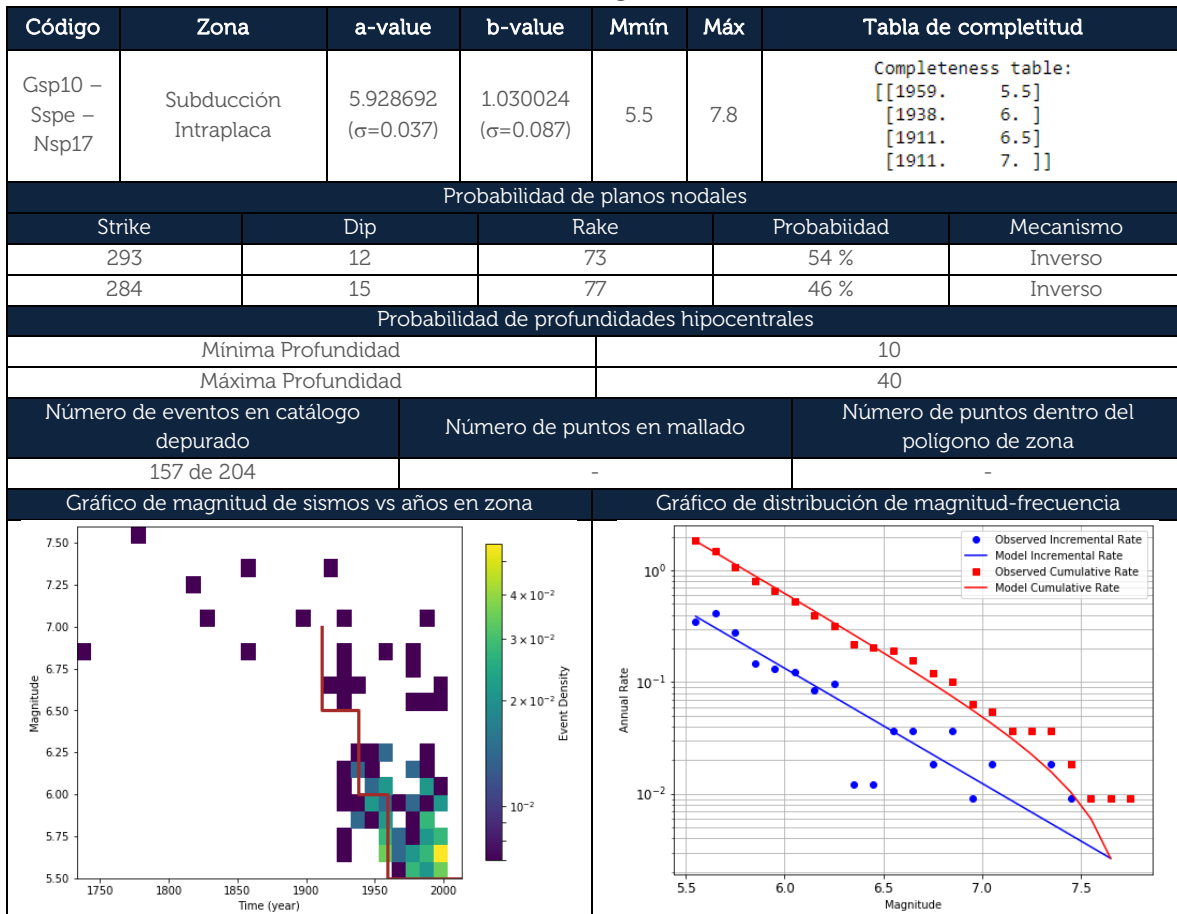 Código Zona a-value b-value Mmín Máx Tabla de completitud
Gsp10 –
Sspe –
Nsp17
Subducción
Intraplaca
5.928692
(σ=0.037)
1.030024
(σ=0.087)
5.5
7.8
Completeness table:
[[1959. 5.5]
[1938. 6. ]
[1911. 6.5]
[1911. 7. ]]
Probabilidad de planos nodales
Strike Dip Rake Probabiidad Mecanismo
293 12 73 54 % Inverso
284 15 77 46 % Inverso
Probabilidad de profundidades hipocentrales
Mínima Profundidad 10
Máxima Profundidad 40
Número de eventos en catálogo
depurado
Número de puntos en mallado
Número de puntos dentro del
polígono de zona
157 de 204 - -
Gráfico de magnitud de sismos vs años en zona
Gráfico de distribución de magnitud-frecuencia
7.50
7.25
7.00
6.75
6.50
6.25
6.00
5.75
5.50
Magnitude
1750 1800 1850 1900 1950 2000
Time (year)
4 × 10⁻²
3 × 10⁻²
2 × 10⁻²
10⁻²
Event Density
Observed Incremental Rate
Model Incremental Rate
Observed Cumulative Rate
Model Cumulative Rate
10⁰
10⁻¹
10⁻²
Annual Rate
5.5 6.0 6.5 7.0 7.5
Magnitude